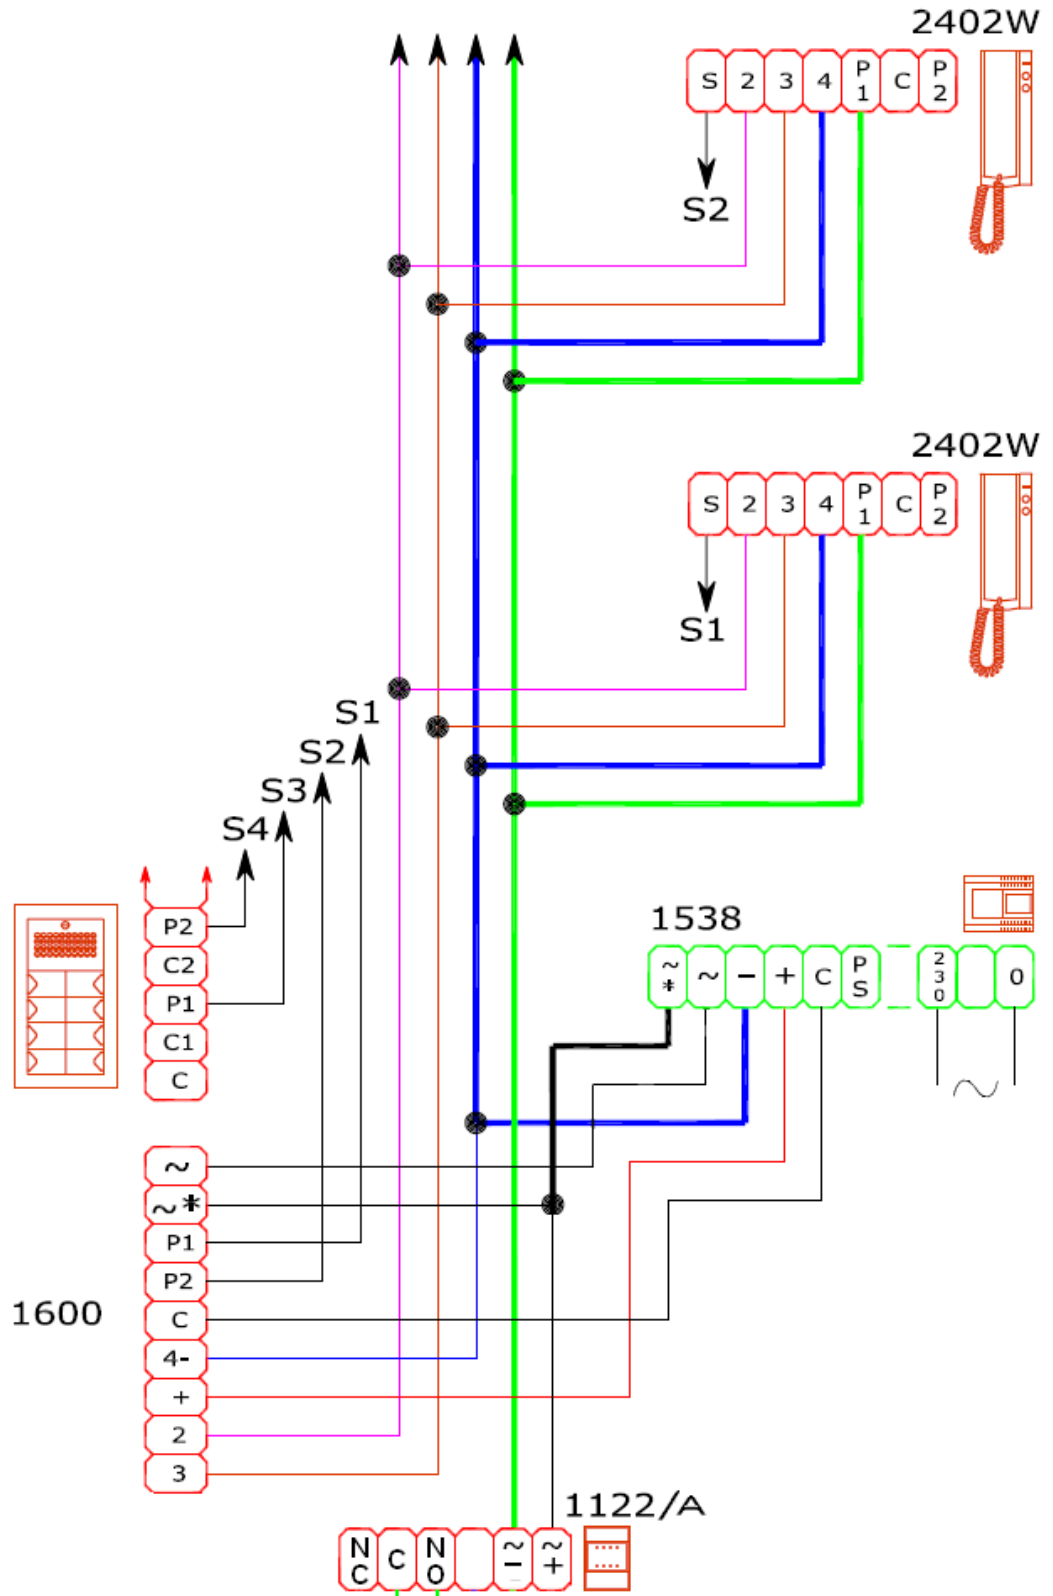 2402W
S 2 3 4 P1 C P2
S2
2402W
S 2 3 4 P1 C P2
S1
S1
S2
S3
S4
P2
C2
P1
C1
C
1538
~* ~ – + C PS 230 0
~
~
~*
P1
P2
C
4-
+
2
3
1600
1122/A
NC C NO ~– ~+